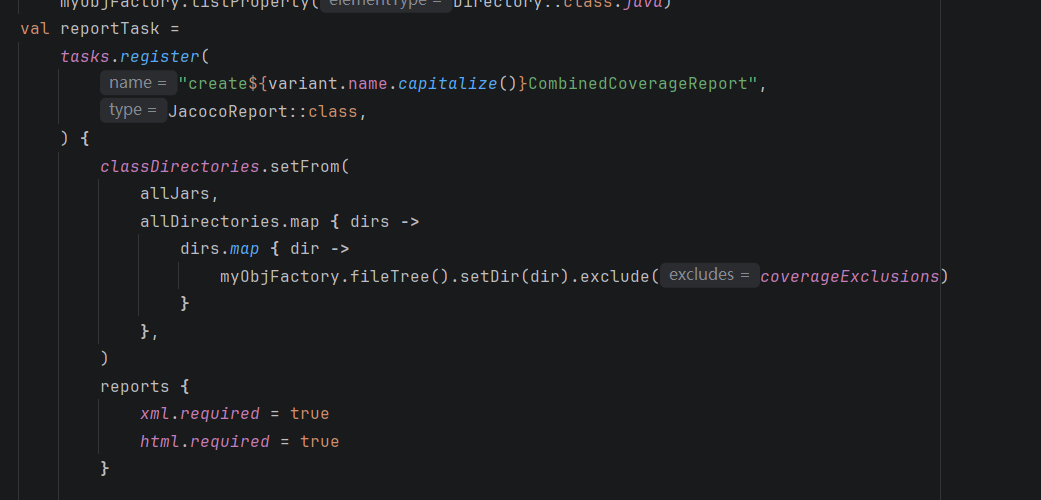 myObjFactory.listProperty( elementType = Directory::class.java)
val reportTask =
tasks.register(
name = "create${variant.name.capitalize()}CombinedCoverageReport",
type = JacocoReport::class,
) {
classDirectories.setFrom(
allJars,
allDirectories.map { dirs ->
dirs.map { dir ->
myObjFactory.fileTree().setDir(dir).exclude( excludes = coverageExclusions)
}
},
)
reports {
xml.required = true
html.required = true
}